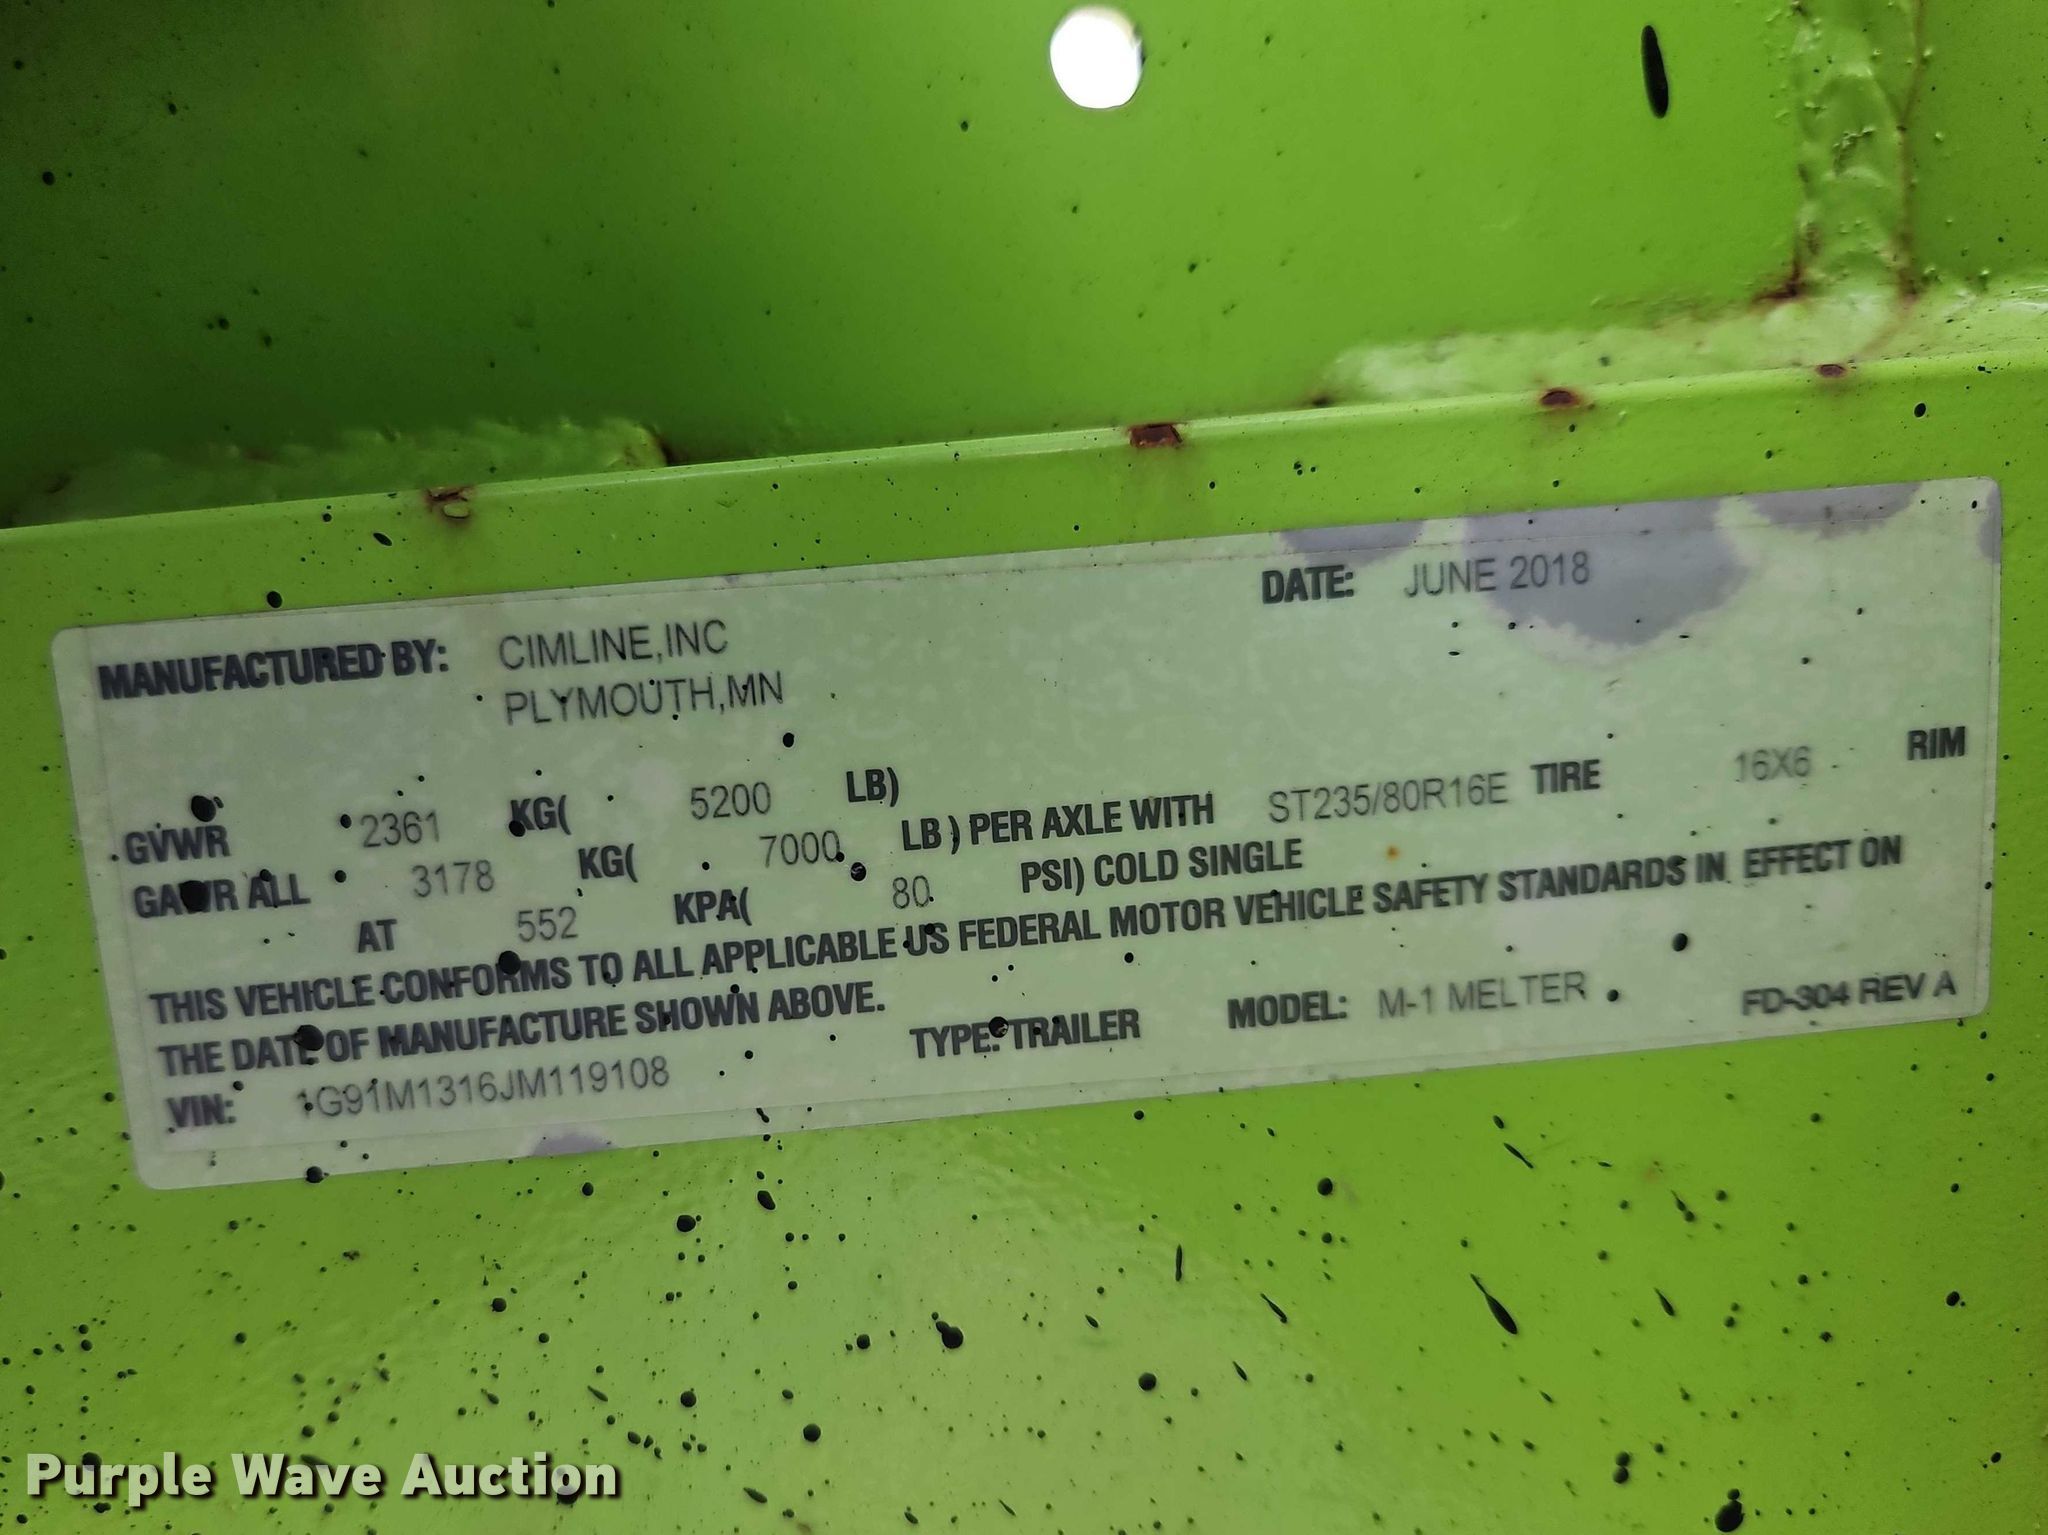 MANUFACTURED BY: CIMLINE,INC DATE: JUNE 2018
PLYMOUTH,MN
GVWR 2361 KG( 5200 LB)
GAWR ALL 3178 KG( 7000 LB ) PER AXLE WITH ST235/80R16E TIRE 16X6 RIM
AT 552 KPA( 80 PSI) COLD SINGLE
THIS VEHICLE CONFORMS TO ALL APPLICABLE US FEDERAL MOTOR VEHICLE SAFETY STANDARDS IN EFFECT ON
THE DATE OF MANUFACTURE SHOWN ABOVE.
VIN: 1G91M1316JM119108 TYPE: TRAILER MODEL: M-1 MELTER FD-304 REV A
Purple Wave Auction